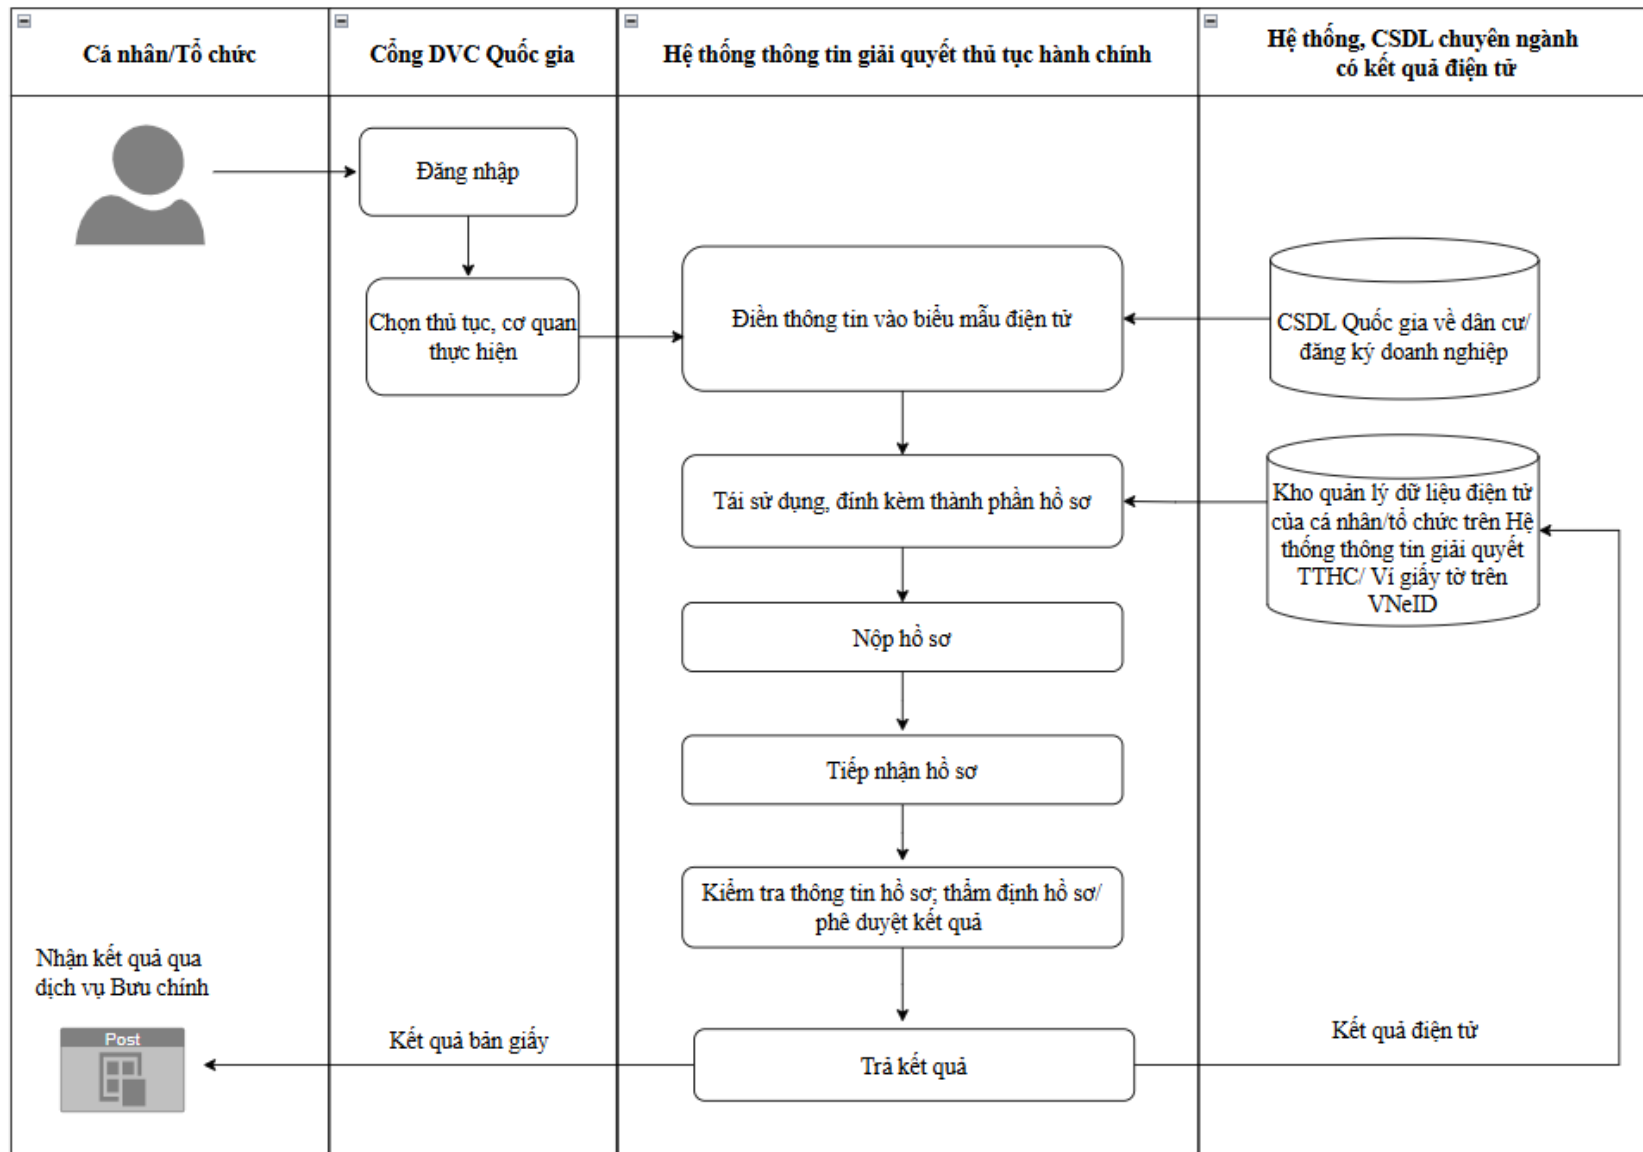 Cá nhân/Tổ chức
Cổng DVC Quốc gia
Hệ thống thông tin giải quyết thủ tục hành chính
Hệ thống, CSDL chuyên ngành
có kết quả điện tử
Đăng nhập
Chọn thủ tục, cơ quan
thực hiện
Điền thông tin vào biểu mẫu điện tử
CSDL Quốc gia về dân cư/
đăng ký doanh nghiệp
Tái sử dụng, đính kèm thành phần hồ sơ
Kho quản lý dữ liệu điện tử
của cá nhân/tổ chức trên Hệ
thống thông tin giải quyết
TTHC/ Ví giấy tờ trên
VNeID
Nộp hồ sơ
Tiếp nhận hồ sơ
Kiểm tra thông tin hồ sơ; thẩm định hồ sơ/
phê duyệt kết quả
Nhận kết quả qua
dịch vụ Bưu chính
Post
Kết quả bản giấy
Trả kết quả
Kết quả điện tử